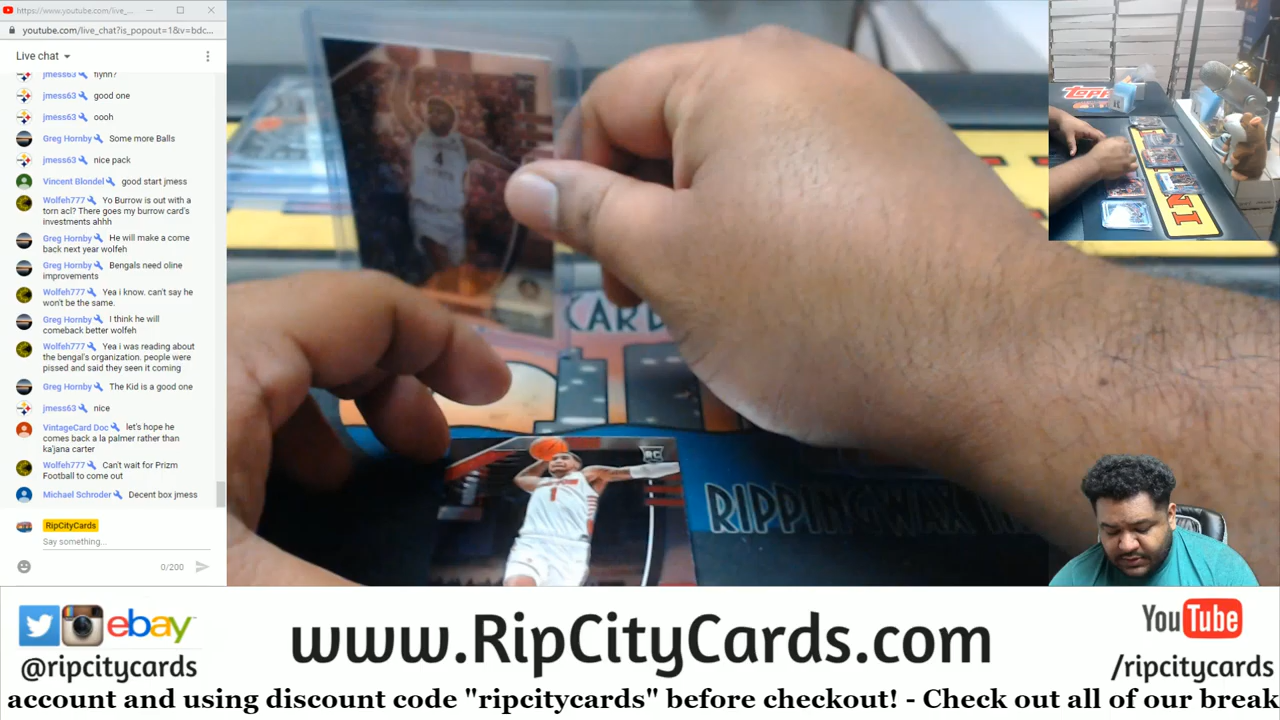 https://www.youtube.com/live_...
youtube.com/live_chat?is_popout=1&v=bdc...
Live chat
jmess63 flynn?
jmess63 good one
jmess63 oooh
Greg Hornby Some more Balls
jmess63 nice pack
Vincent Blondel good start jmess
Wolfeh777 Yo Burrow is out with a
torn acl? There goes my burrow card's
investments ahhh
Greg Hornby He will make a come
back next year wolfeh
Greg Hornby Bengals need oline
improvements
Wolfeh777 Yea i know. can't say he
won't be the same.
Greg Hornby I think he will
comeback better wolfeh
Wolfeh777 Yea i was reading about
the bengal's organization. people were
pissed and said they seen it coming
Greg Hornby The Kid is a good one
jmess63 nice
VintageCard Doc let's hope he
comes back a la palmer rather than
ka'jana carter
Wolfeh777 Can't wait for Prizm
Football to come out
Michael Schroder Decent box jmess
RipCityCards
Say something...
0/200
TOPPS
4
CARD
RC
1
RIPPINGWAX
ebay
@ripcitycards
www.RipCityCards.com
YouTube
/ripcitycards
account and using discount code "ripcitycards" before checkout! - Check out all of our break